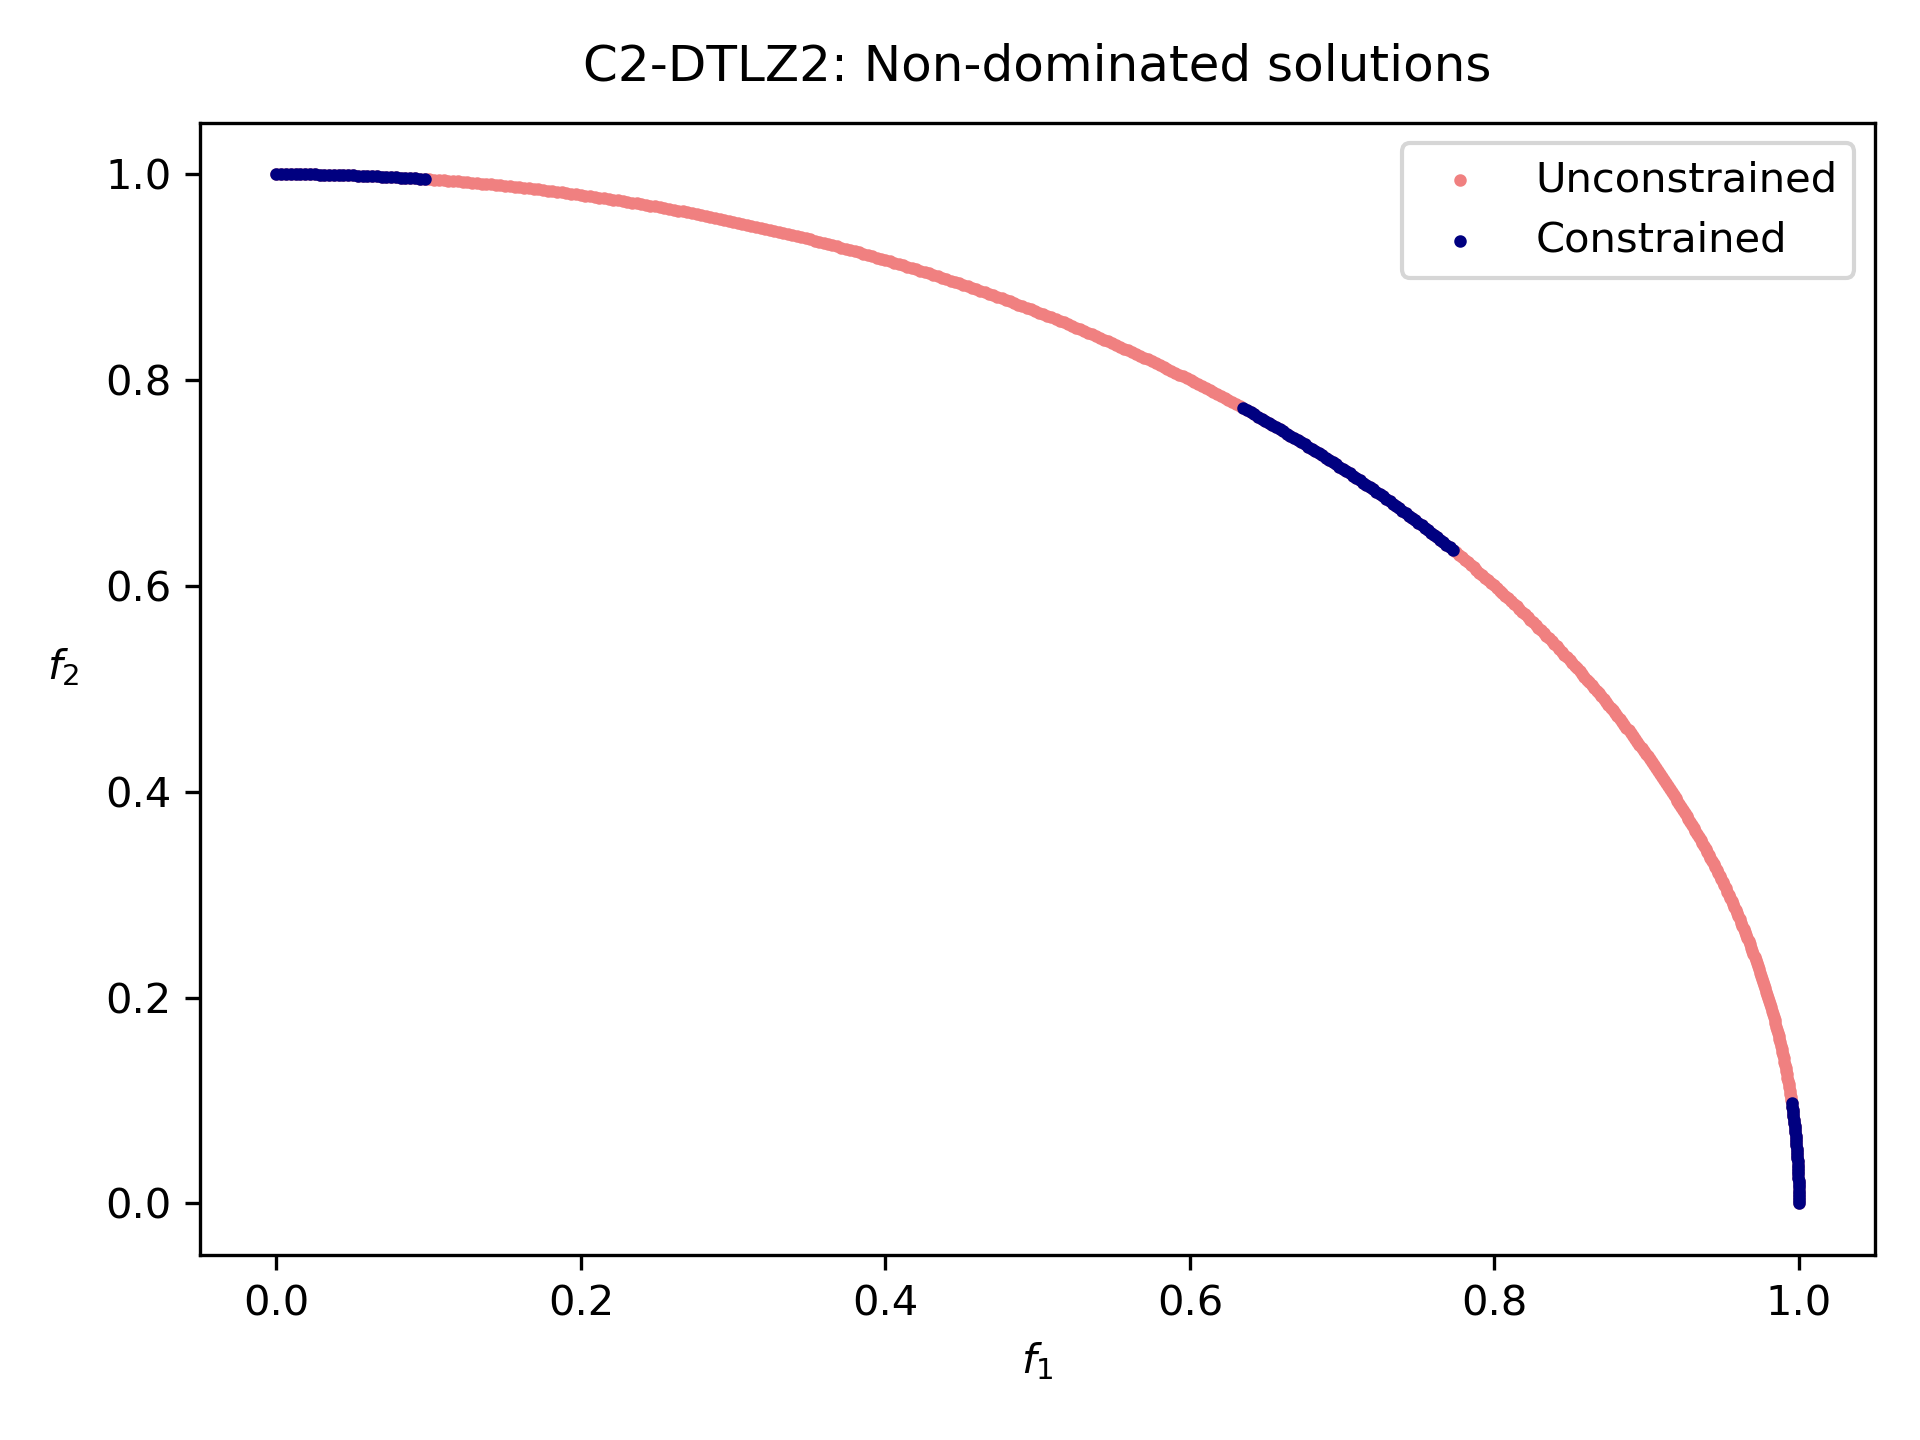 C2-DTLZ2: Non-dominated solutions
Unconstrained
Constrained
1.0
0.8
0.6
0.4
0.2
0.0
f₂
0.0 0.2 0.4 0.6 0.8 1.0
f₁